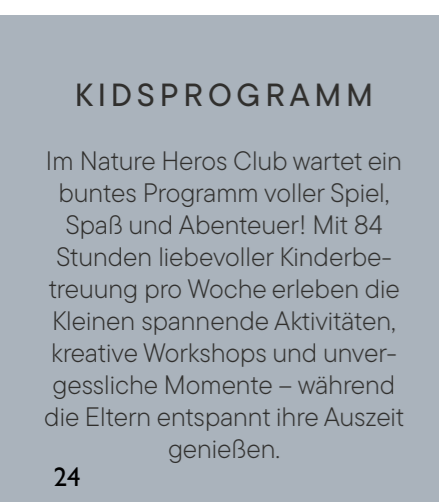 KIDSPROGRAMM
Im Nature Heros Club wartet ein
buntes Programm voller Spiel,
Spaß und Abenteuer! Mit 84
Stunden liebevoller Kinderbe-
treuung pro Woche erleben die
Kleinen spannende Aktivitäten,
kreative Workshops und unver-
gessliche Momente – während
die Eltern entspannt ihre Auszeit
genießen.
24